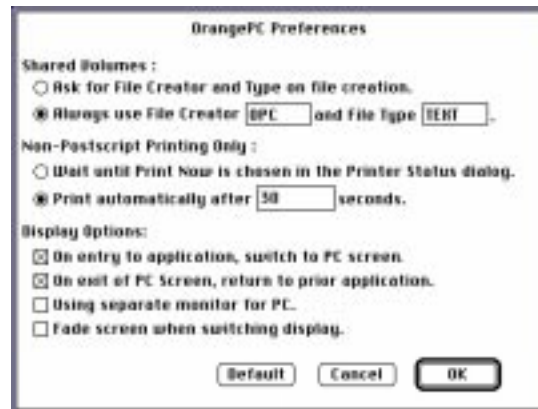 OrangePC Preferences
Shared Volumes :
Ask for File Creator and Type on file creation.
Always use File Creator OPC and File Type TEXT .
Non-Postscript Printing Only :
Wait until Print Now is chosen in the Printer Status dialog.
Print automatically after 30 seconds.
Display Options:
On entry to application, switch to PC screen.
On exit of PC Screen, return to prior application.
Using separate monitor for PC.
Fade screen when switching display.
Default Cancel OK